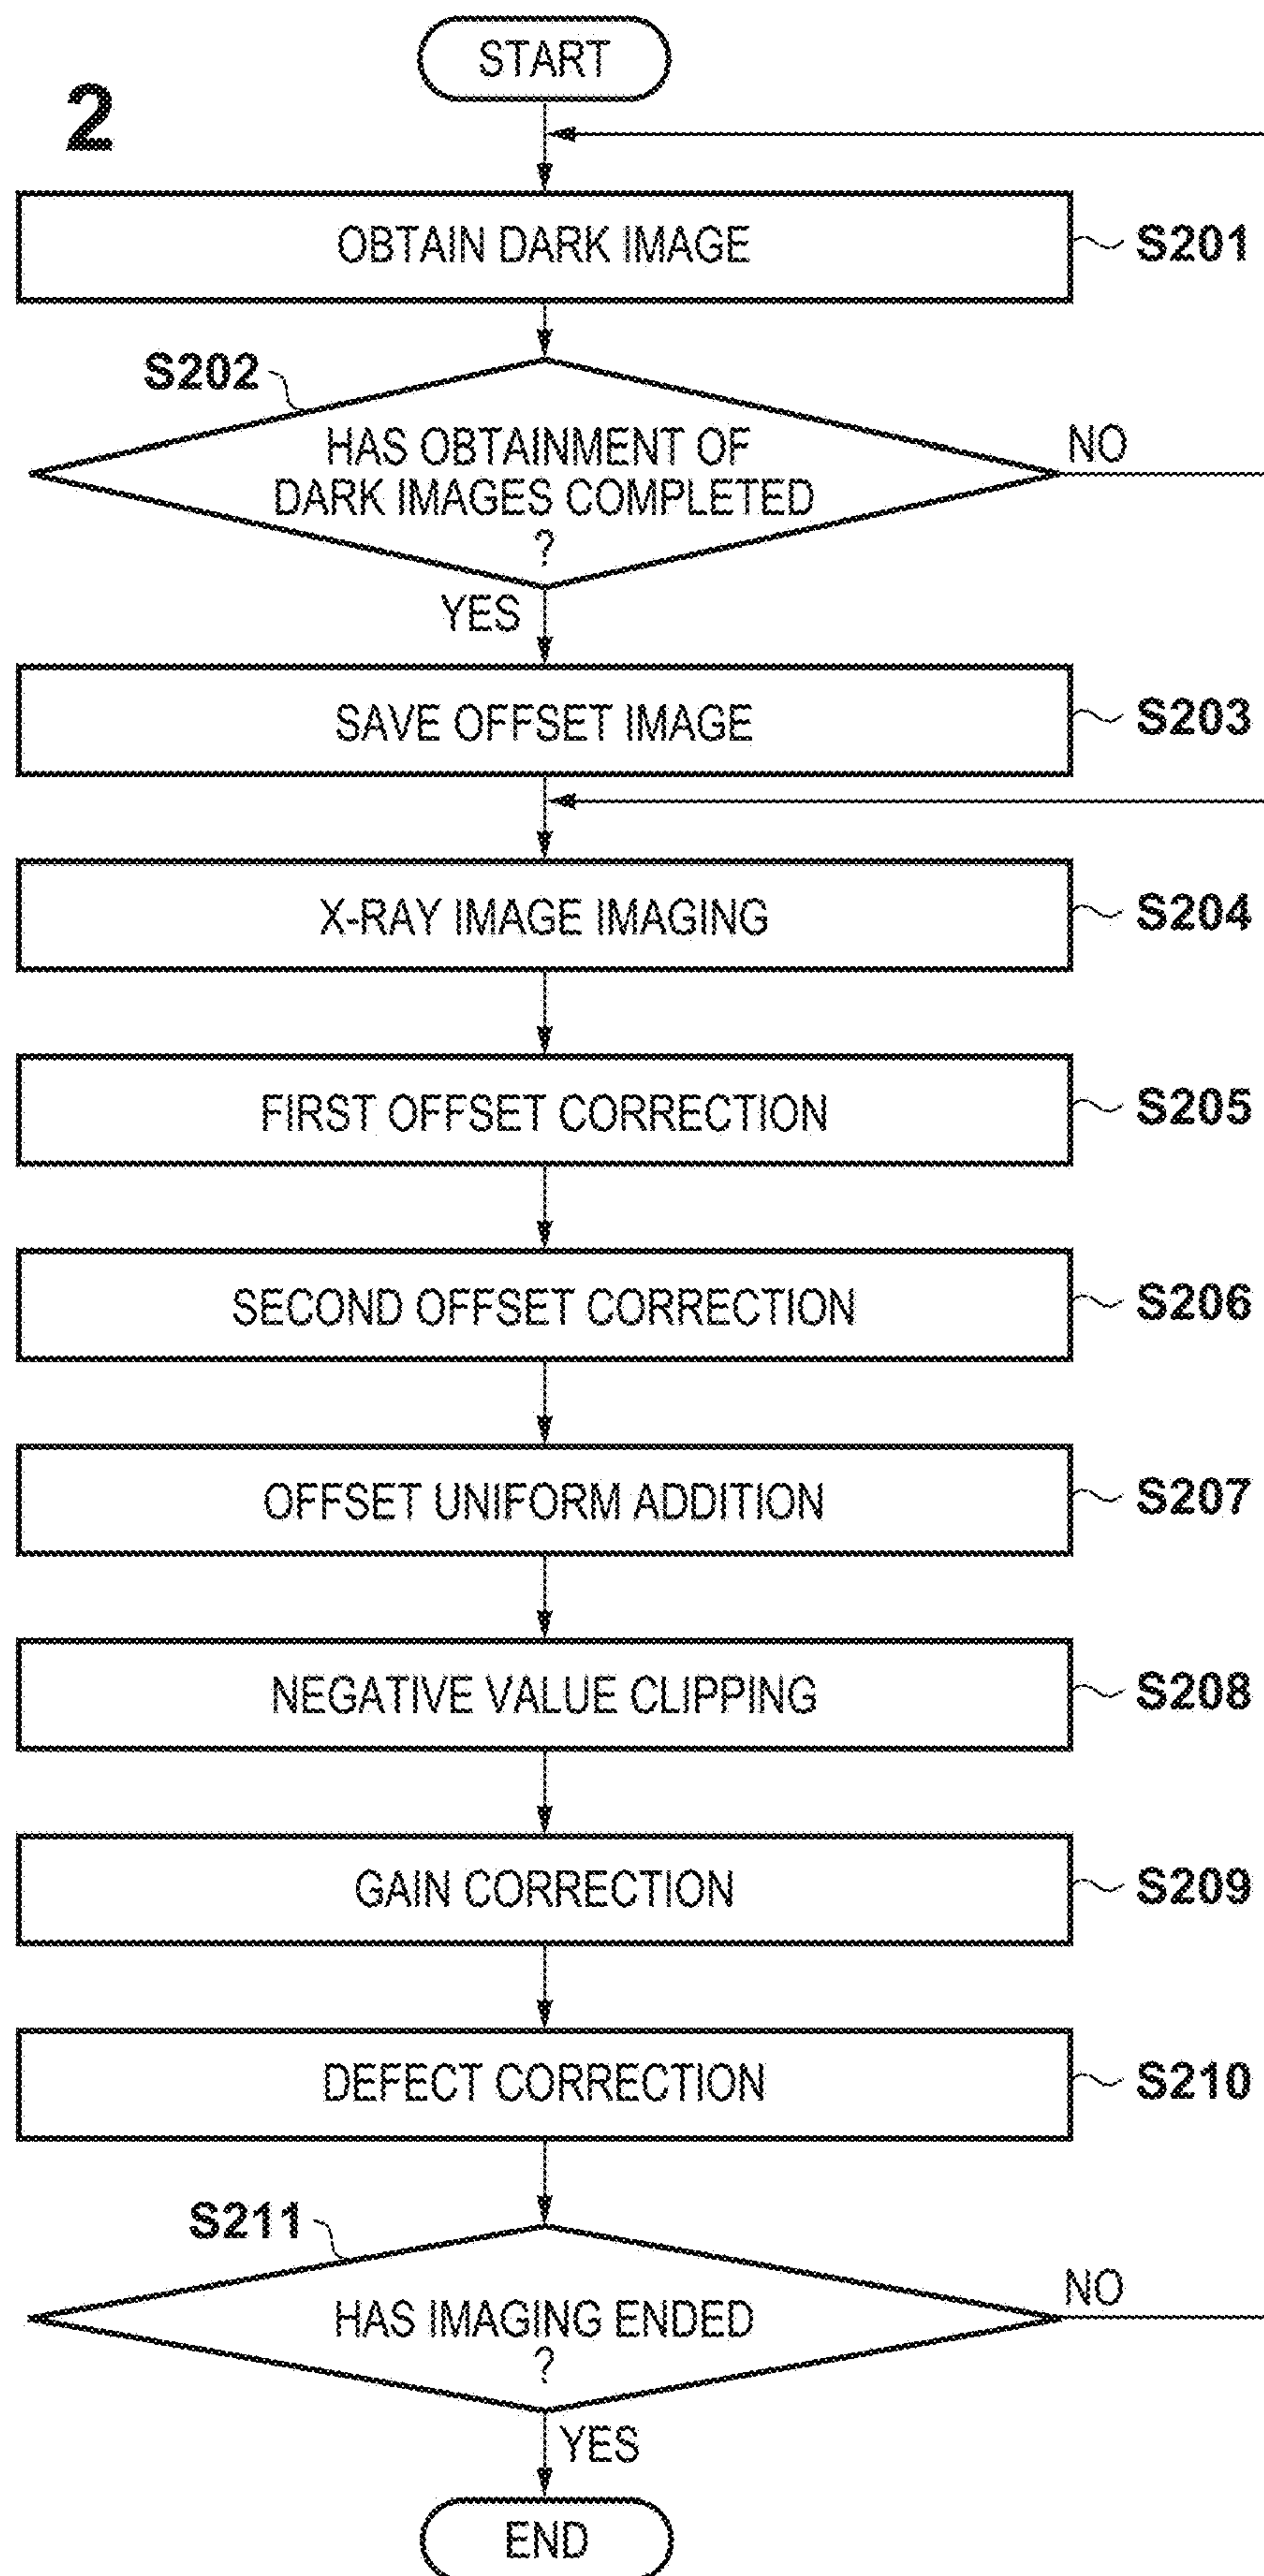 START
2
OBTAIN DARK IMAGE
S201
S202
HAS OBTAINMENT OF
DARK IMAGES COMPLETED
?
NO
YES
SAVE OFFSET IMAGE
S203
X-RAY IMAGE IMAGING
S204
FIRST OFFSET CORRECTION
S205
SECOND OFFSET CORRECTION
S206
OFFSET UNIFORM ADDITION
S207
NEGATIVE VALUE CLIPPING
S208
GAIN CORRECTION
S209
DEFECT CORRECTION
S210
S211
HAS IMAGING ENDED
?
NO
YES
END